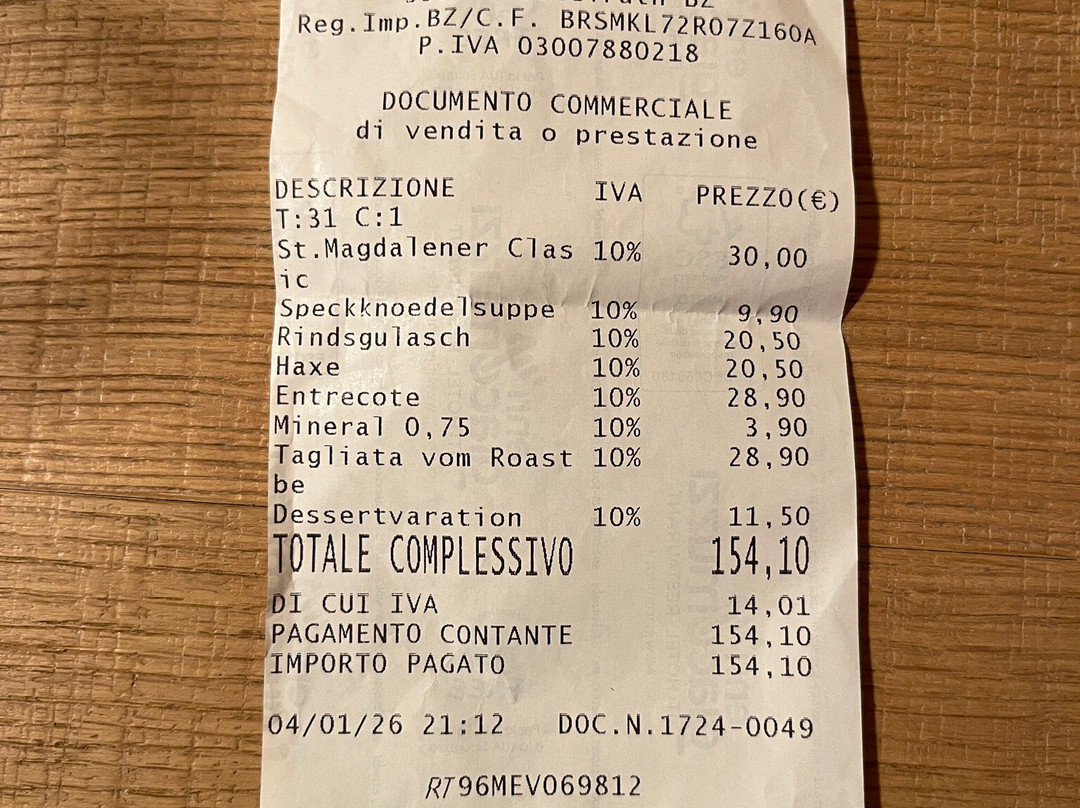 Reg.Imp.BZ/C.F. BRSMKL72R07Z160A
P.IVA 03007880218
DOCUMENTO COMMERCIALE
di vendita o prestazione
DESCRIZIONE IVA PREZZO(€)
T:31 C:1
St.Magdalener Clas 10% 30,00
ic
Speckknoedelsuppe 10% 9,90
Rindsgulasch 10% 20,50
Haxe 10% 20,50
Entrecote 10% 28,90
Mineral 0,75 10% 3,90
Tagliata vom Roast 10% 28,90
be
Dessertvaration 10% 11,50
TOTALE COMPLESSIVO 154,10
DI CUI IVA 14,01
PAGAMENTO CONTANTE 154,10
IMPORTO PAGATO 154,10
04/01/26 21:12 DOC.N.1724-0049
RT96MEV069812